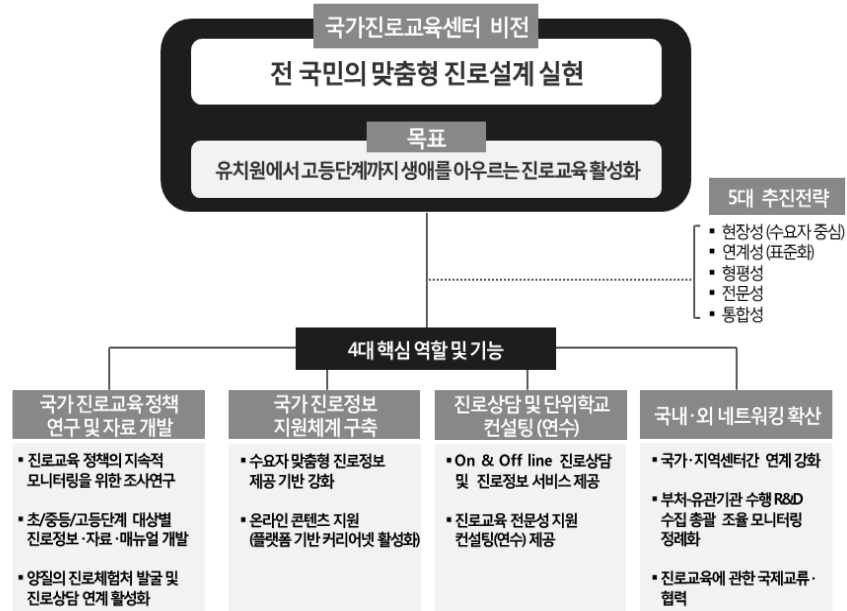 국가진로교육센터 비전
전 국민의 맞춤형 진로설계 실현
목표
유치원에서 고등단계까지 생애를 아우르는 진로교육 활성화
5대 추진전략
▪ 현장성 (수요자 중심)
▪ 연계성 (표준화)
▪ 형평성
▪ 전문성
▪ 통합성
4대 핵심 역할 및 기능
국가 진로교육 정책
연구 및 자료 개발
▪ 진로교육 정책의 지속적
모니터링을 위한 조사연구
▪ 초/중등/고등단계 대상별
진로정보·자료·매뉴얼 개발
▪ 양질의 진로체험처 발굴 및
진로상담 연계 활성화
국가 진로정보
지원체계 구축
▪ 수요자 맞춤형 진로정보
제공 기반 강화
▪ 온라인 콘텐츠 지원
(플랫폼 기반 커리어넷 활성화)
진로상담 및 단위학교
컨설팅 (연수)
▪ On & Off line 진로상담
및 진로정보 서비스 제공
▪ 진로교육 전문성 지원
컨설팅(연수) 제공
국내·외 네트워킹 확산
▪ 국가·지역센터간 연계 강화
▪ 부처-유관기관 수행 R&D
수집 총괄 조율 모니터링
정례화
▪ 진로교육에 관한 국제교류·
협력